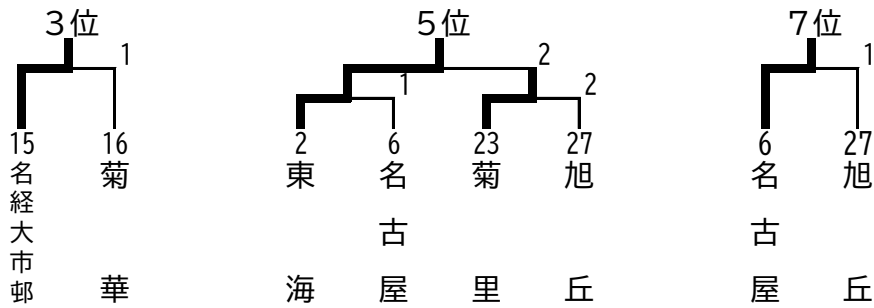 3位 5位 7位
1 2 1
1 2
15 16 2 6 23 27 6 27
名経大市邨
菊華
東海
名古屋
菊里
旭丘
名古屋
旭丘